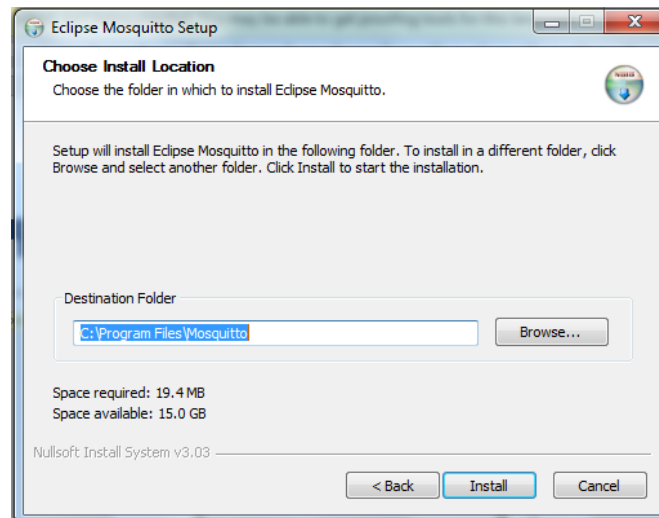 Eclipse Mosquitto Setup
Choose Install Location
Choose the folder in which to install Eclipse Mosquitto.
Setup will install Eclipse Mosquitto in the following folder. To install in a different folder, click
Browse and select another folder. Click Install to start the installation.
Destination Folder
C:\Program Files\Mosquitto
Browse...
Space required: 19.4 MB
Space available: 15.0 GB
Nullsoft Install System v3.03
< Back
Install
Cancel